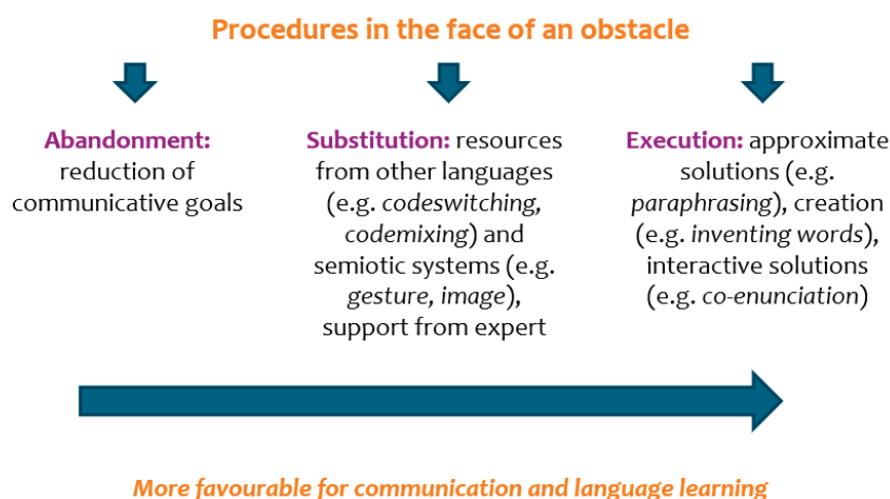 Procedures in the face of an obstacle
Abandonment:
reduction of
communicative goals
Substitution: resources
from other languages
(e.g. codeswitching,
codemixing) and
semiotic systems (e.g.
gesture, image),
support from expert
Execution: approximate
solutions (e.g.
paraphrasing), creation
(e.g. inventing words),
interactive solutions
(e.g. co-enunciation)
More favourable for communication and language learning